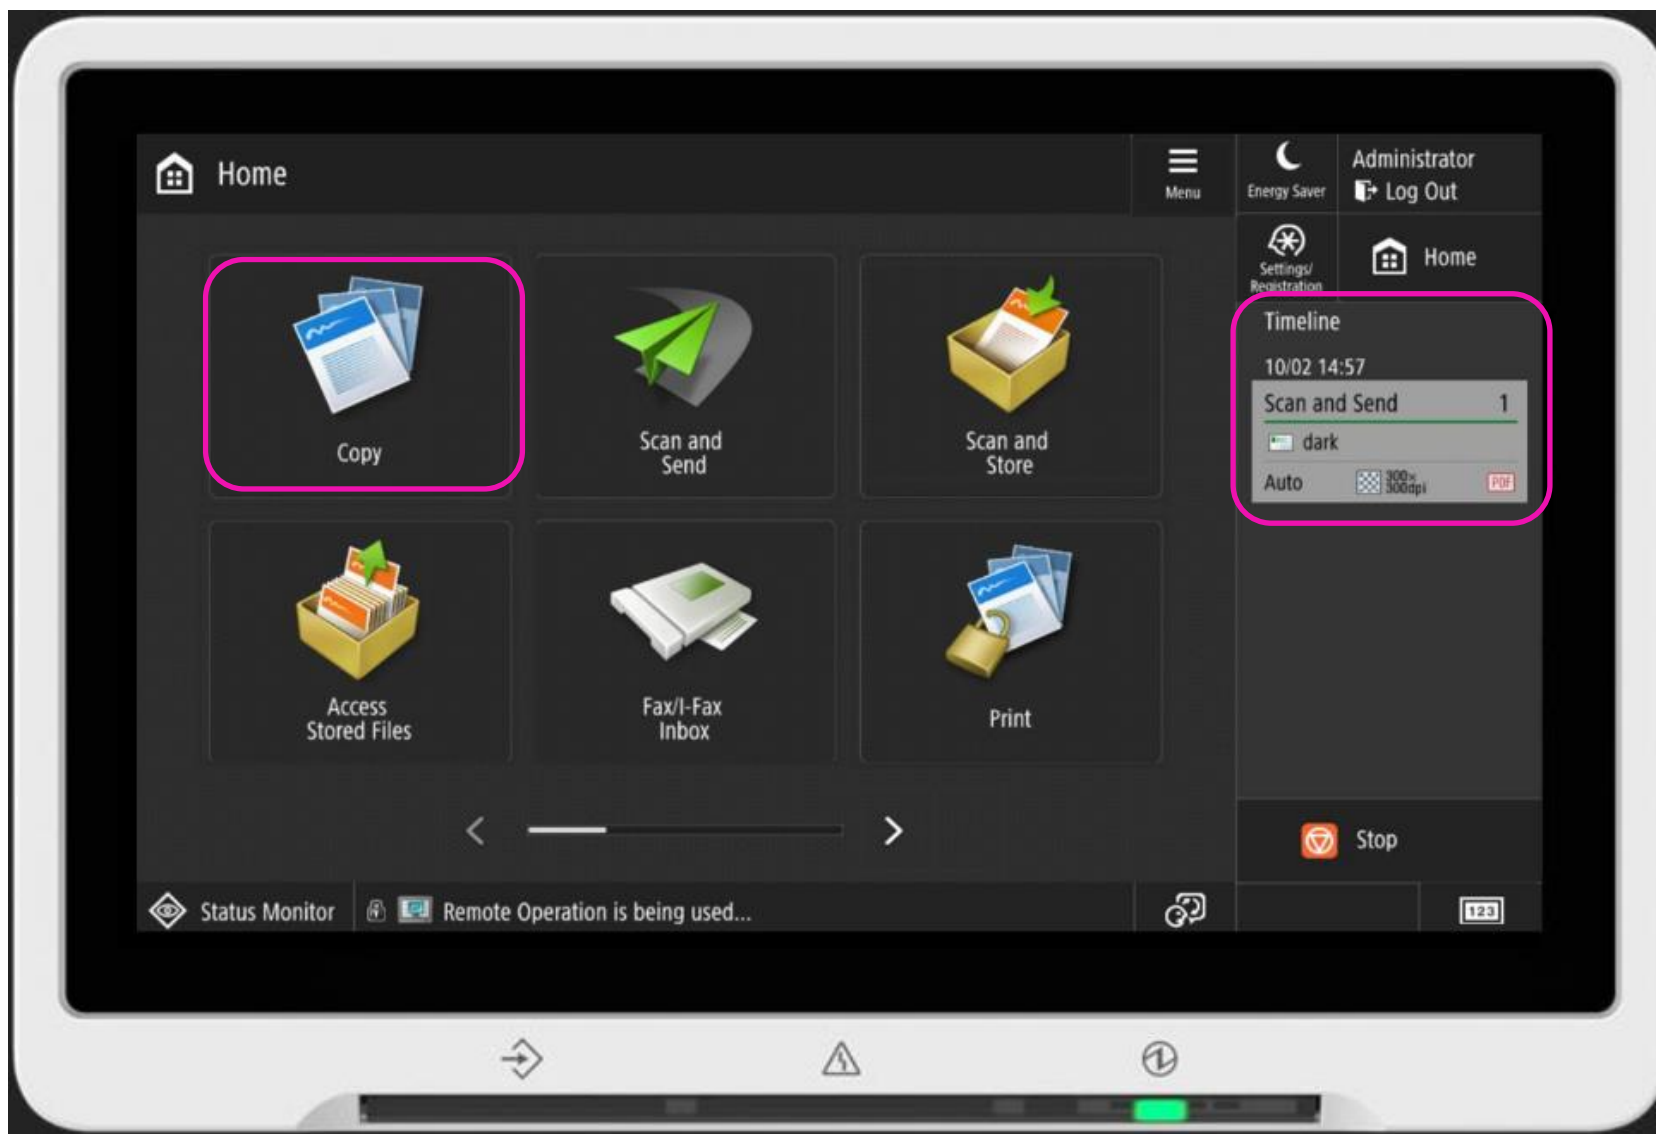 Home
Menu
Energy Saver
Administrator
Log Out
Settings/
Registration
Home
Copy
Scan and
Send
Scan and
Store
Access
Stored Files
Fax/I-Fax
Inbox
Print
Timeline
10/02 14:57
Scan and Send 1
dark
Auto 300× PDF
300dpi
Stop
Status Monitor
Remote Operation is being used...
123